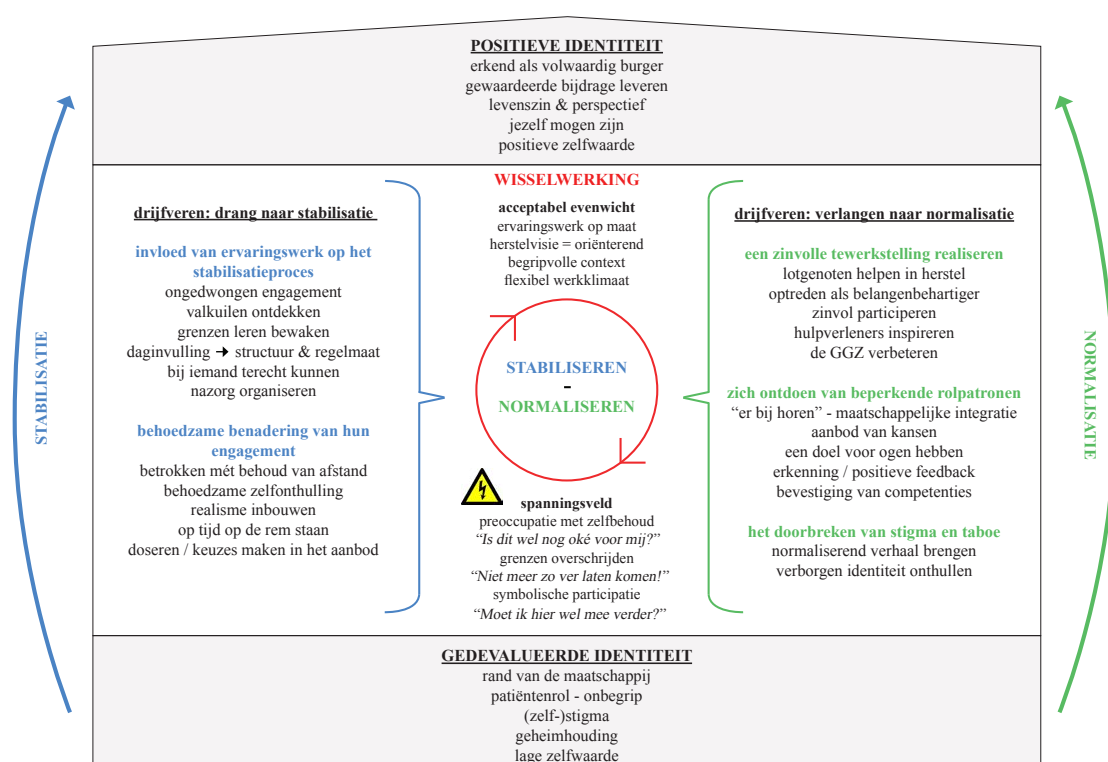 POSITIEVE IDENTITEIT
erkend als volwaardig burger
gewaardeerde bijdrage leveren
levenszin & perspectief
jezelf mogen zijn
positieve zelfwaarde
STABILISATIE
drijfveren: drang naar stabilisatie
invloed van ervaringswerk op het
stabilisatieproces
ongedwongen engagement
valkuilen ontdekken
grenzen leren bewaken
daginvulling → structuur & regelmaat
bij iemand terecht kunnen
nazorg organiseren
behoedzame benadering van hun
engagement
betrokken mét behoud van afstand
behoedzame zelfonthulling
realisme inbouwen
op tijd op de rem staan
doseren / keuzes maken in het aanbod
WISSELWERKING
acceptabel evenwicht
ervaringswerk op maat
herstelvisie = oriënterend
begripvolle context
flexibel werkklimaat
STABILISEREN
-
NORMALISEREN
spanningsveld
preoccupatie met zelfbehoud
“Is dit wel nog oké voor mij?”
grenzen overschrijden
“Niet meer zo ver laten komen!”
symbolische participatie
“Moet ik hier wel mee verder?”
drijfveren: verlangen naar normalisatie
een zinvolle tewerkstelling realiseren
lotgenoten helpen in herstel
optreden als belangenbehartiger
zinvol participeren
hulpverleners inspireren
de GGZ verbeteren
zich ontdoen van beperkende rolpatronen
“er bij horen” - maatschappelijke integratie
aanbod van kansen
een doel voor ogen hebben
erkenning / positieve feedback
bevestiging van competenties
het doorbreken van stigma en taboe
normaliserend verhaal brengen
verborgen identiteit onthullen
NORMALISATIE
GEDEVALUEERDE IDENTITEIT
rand van de maatschappij
patiëntenrol - onbegrip
(zelf-)stigma
geheimhouding
lage zelfwaarde